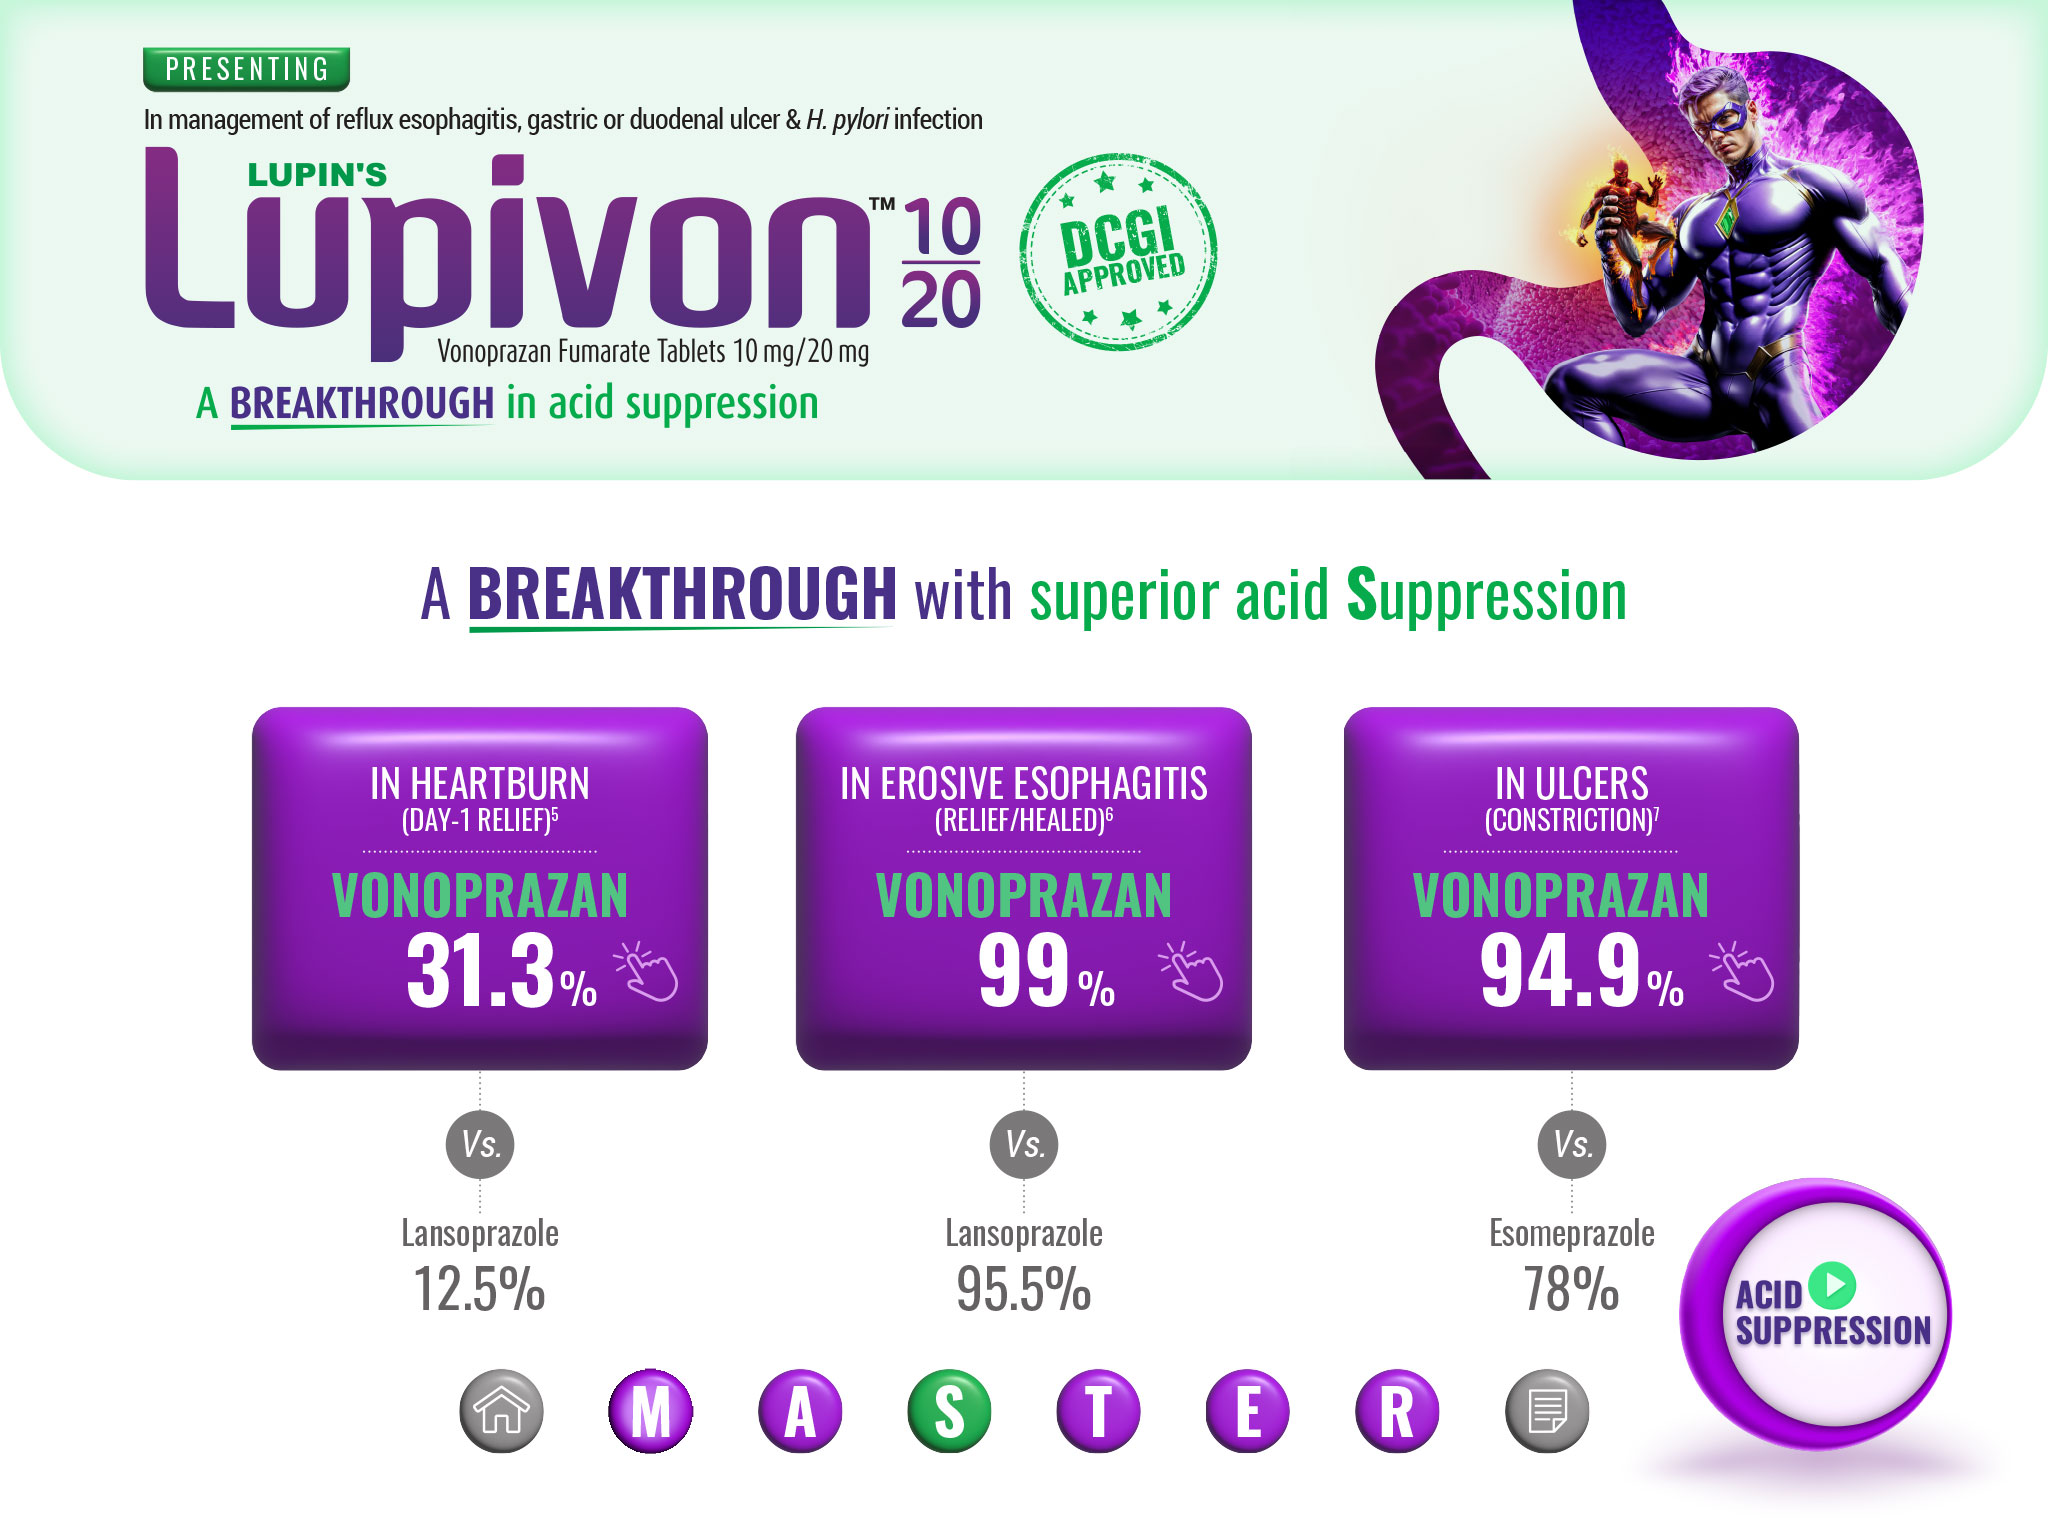 PRESENTING
In management of reflux esophagitis, gastric or duodenal ulcer & H. pylori infection
LUPIN'S
Lupivon™ 10
20
Vonoprazan Fumarate Tablets 10 mg/20 mg
A BREAKTHROUGH in acid suppression
DCGI
APPROVED
A BREAKTHROUGH with superior acid Suppression
IN HEARTBURN
(DAY-1 RELIEF)⁵
VONOPRAZAN
31.3%
Vs.
Lansoprazole
12.5%
IN EROSIVE ESOPHAGITIS
(RELIEF/HEALED)⁶
VONOPRAZAN
99%
Vs.
Lansoprazole
95.5%
IN ULCERS
(CONSTRICTION)⁷
VONOPRAZAN
94.9%
Vs.
Esomeprazole
78%
ACID
SUPPRESSION
M A S T E R